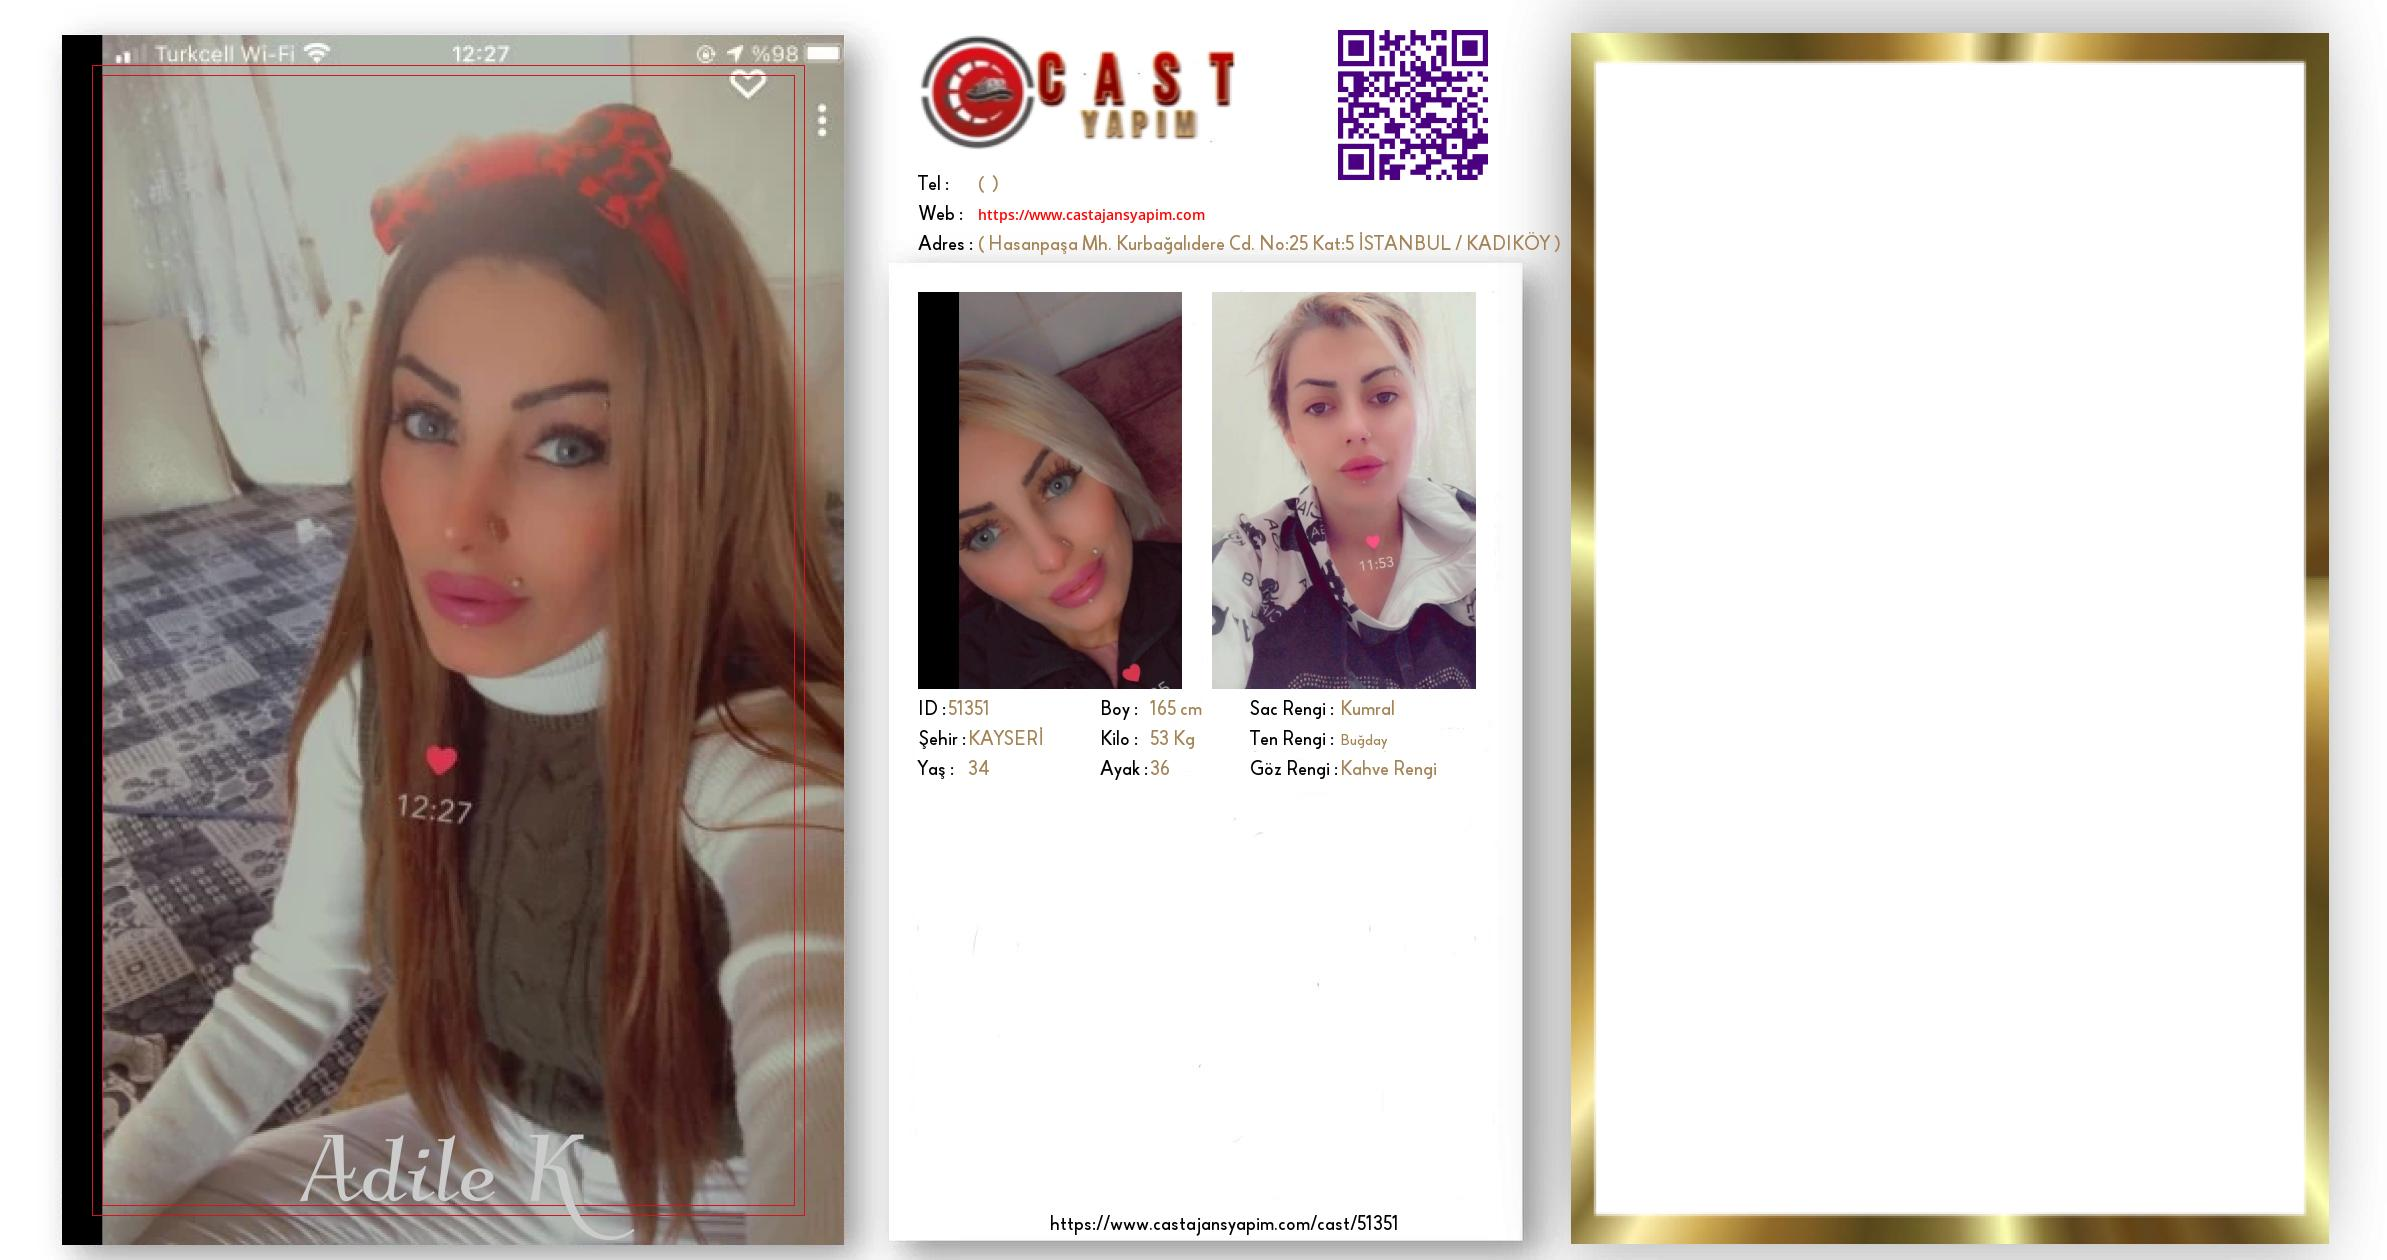 Turkcell Wi-Fi 12:27 %98
12:27
Adile K
CAST
YAPIM
Tel : ( )
Web : https://www.castajansyapim.com
Adres : ( Hasanpaşa Mh. Kurbağalıdere Cd. No:25 Kat:5 İSTANBUL / KADIKÖY )
11:53
ID : 51351 Boy : 165 cm Sac Rengi : Kumral
Şehir : KAYSERİ Kilo : 53 Kg Ten Rengi : Buğday
Yaş : 34 Ayak : 36 Göz Rengi : Kahve Rengi
https://www.castajansyapim.com/cast/51351